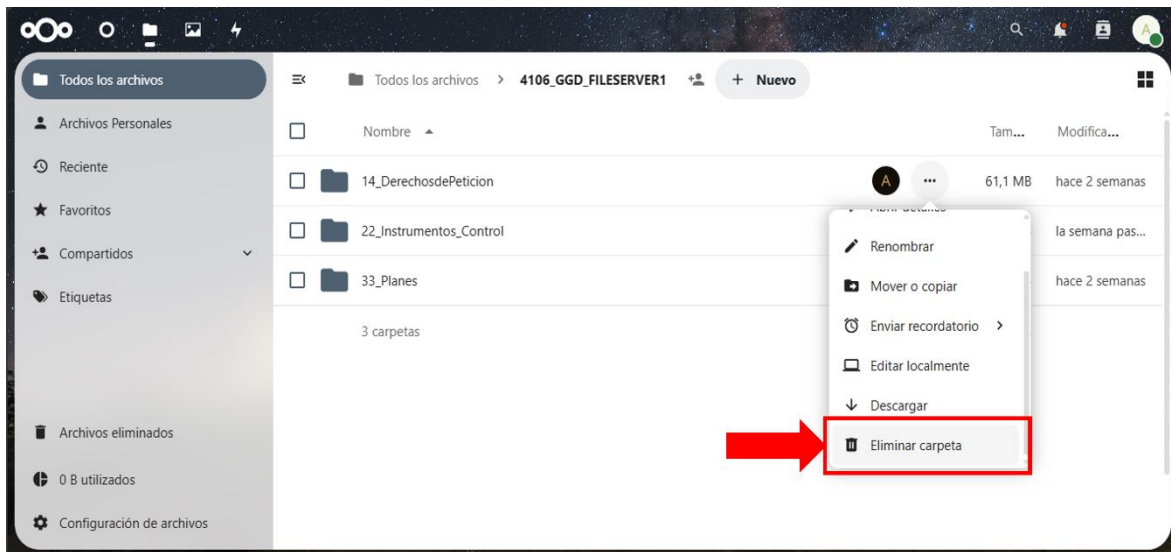 A
Todos los archivos
Archivos Personales
Reciente
Favoritos
Compartidos
Etiquetas
Archivos eliminados
0 B utilizados
Configuración de archivos
Todos los archivos > 4106_GGD_FILESERVER1 + Nuevo
Nombre Tam... Modifica...
14_DerechosdePeticion A ... 61,1 MB hace 2 semanas
22_Instrumentos_Control la semana pas...
33_Planes hace 2 semanas
3 carpetas
Abrir detalles
Renombrar
Mover o copiar
Enviar recordatorio >
Editar localmente
Descargar
Eliminar carpeta